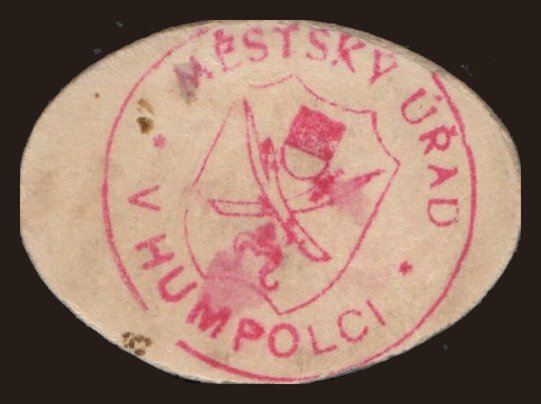 MĚSTSKÝ ÚŘAD
V HUMPOLCI